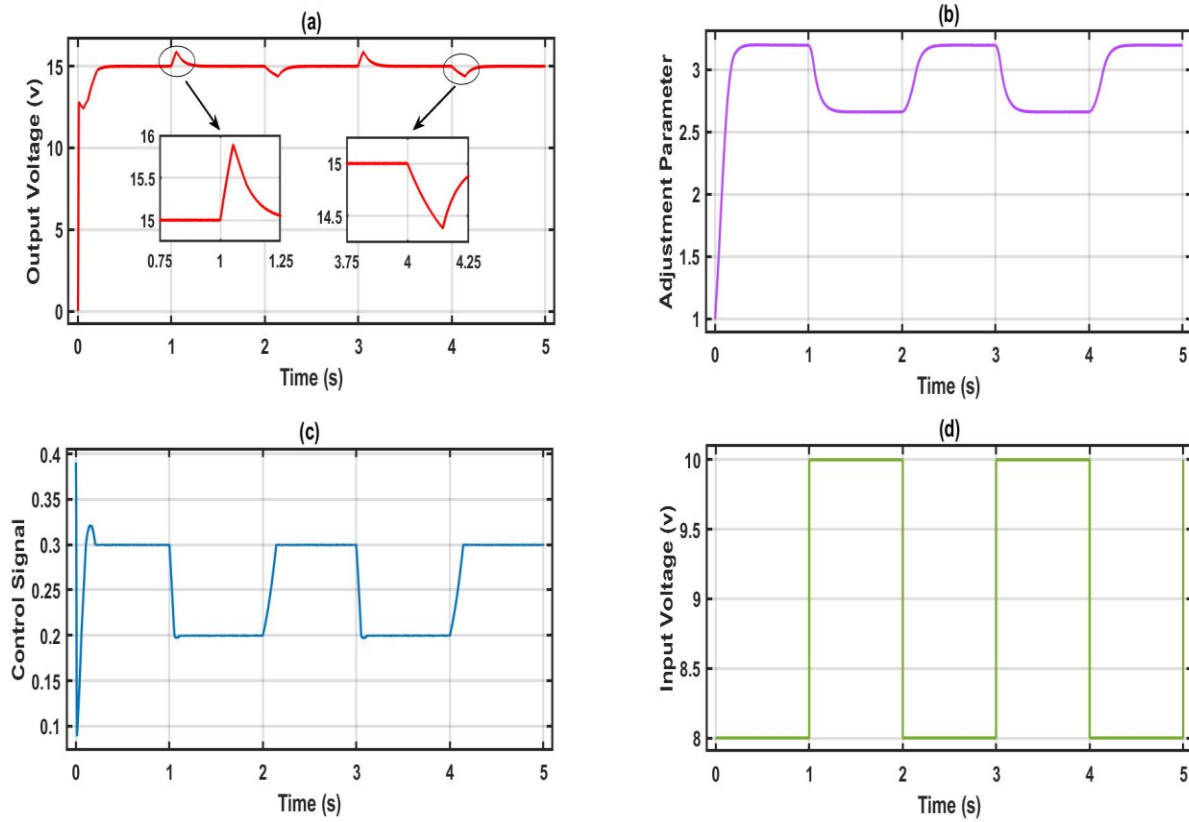 (a)
Output Voltage (v)
15
10
5
0
16
15.5
15
0.75 1 1.25
15
14.5
3.75 4 4.25
0 1 2 3 4 5
Time (s)
(b)
Adjustment Parameter
3
2.5
2
1.5
1
0 1 2 3 4 5
Time (s)
(c)
Control Signal
0.4
0.35
0.3
0.25
0.2
0.15
0.1
0 1 2 3 4 5
Time (s)
(d)
Input Voltage (v)
10
9.5
9
8.5
8
0 1 2 3 4 5
Time (s)